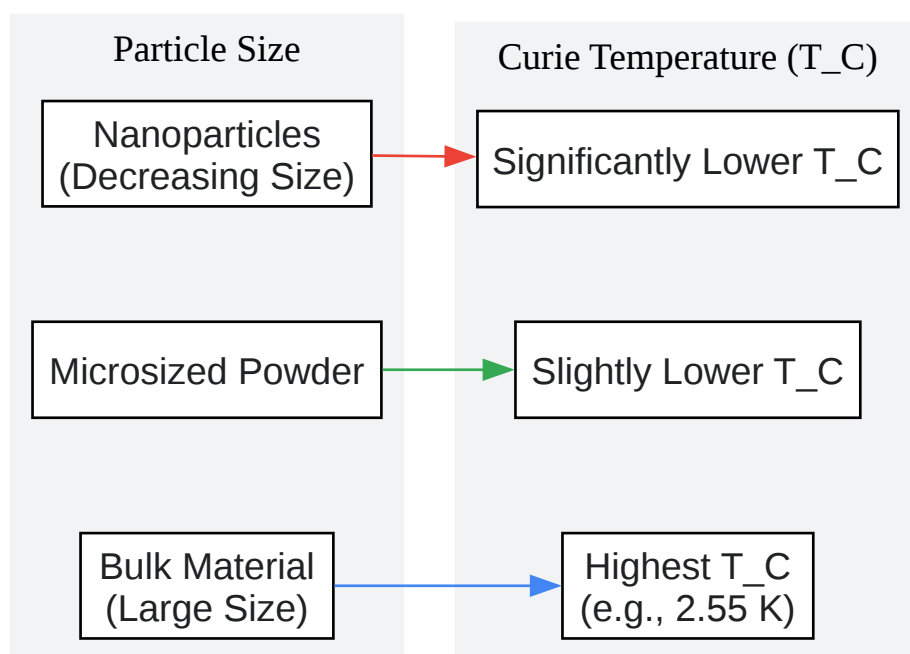 Particle Size
Curie Temperature (T_C)
Nanoparticles
(Decreasing Size)
Significantly Lower T_C
Microsized Powder
Slightly Lower T_C
Bulk Material
(Large Size)
Highest T_C
(e.g., 2.55 K)